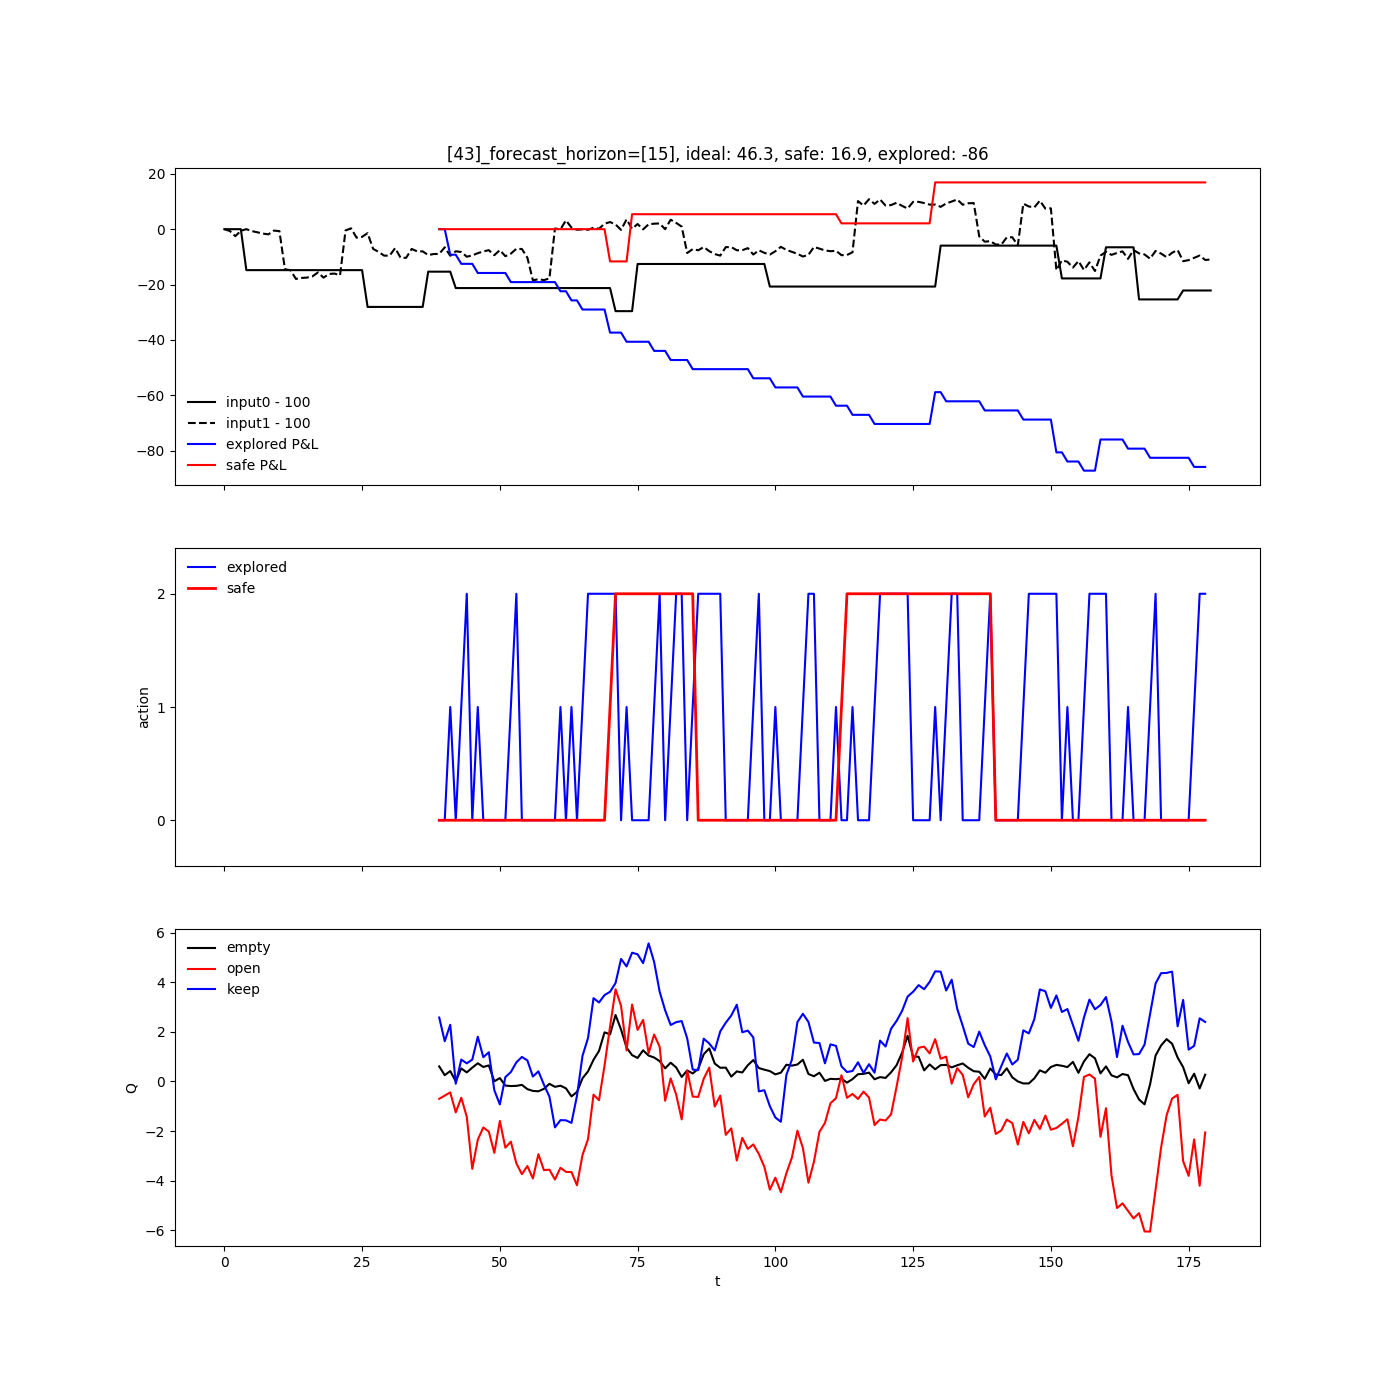 [43]_forecast_horizon=[15], ideal: 46.3, safe: 16.9, explored: -86
20
0
−20
−40
−60
−80
input0 - 100
input1 - 100
explored P&L
safe P&L
explored
safe
2
1
0
action
empty
open
keep
6
4
2
0
−2
−4
−6
Q
0 25 50 75 100 125 150 175
t